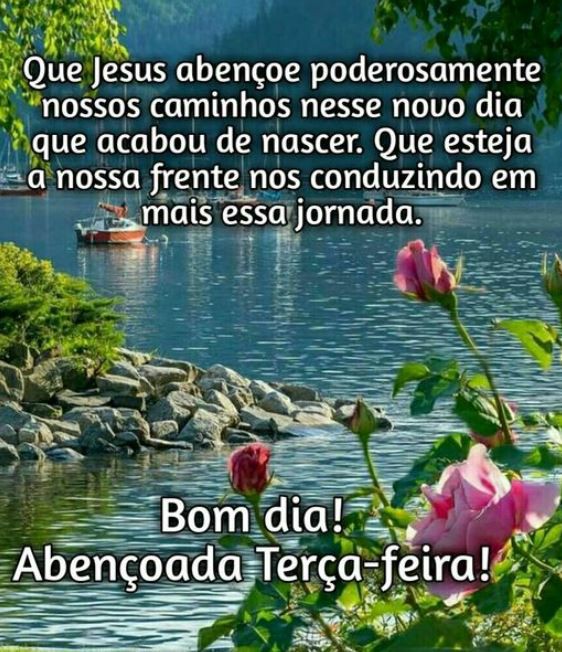 Que Jesus abençoe poderosamente
nossos caminhos nesse novo dia
que acabou de nascer. Que esteja
a nossa frente nos conduzindo em
mais essa jornada.
Bom dia!
Abençoada Terça-feira!